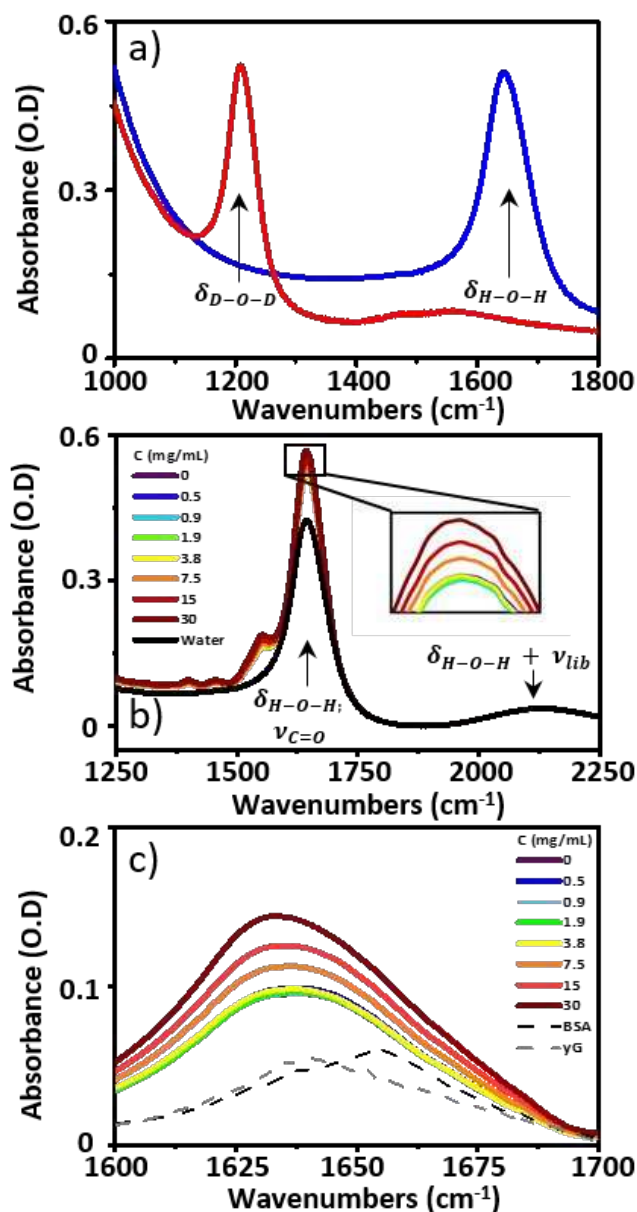 a)
0.6
0.3
0
Absorbance (O.D)
δD−O−D
δH−O−H
1000 1200 1400 1600 1800
Wavenumbers (cm-1)
0.6
0.3
0
Absorbance (O.D)
C (mg/mL)
0
0.5
0.9
1.9
3.8
7.5
15
30
Water
δH−O−H + νlib
δH−O−H;
νC=O
b)
1250 1500 1750 2000 2250
Wavenumbers (cm-1)
c)
0.2
0.1
0
Absorbance (O.D)
C (mg/mL)
0
0.5
0.9
1.9
3.8
7.5
15
30
BSA
yG
1600 1625 1650 1675 1700
Wavenumbers (cm-1)